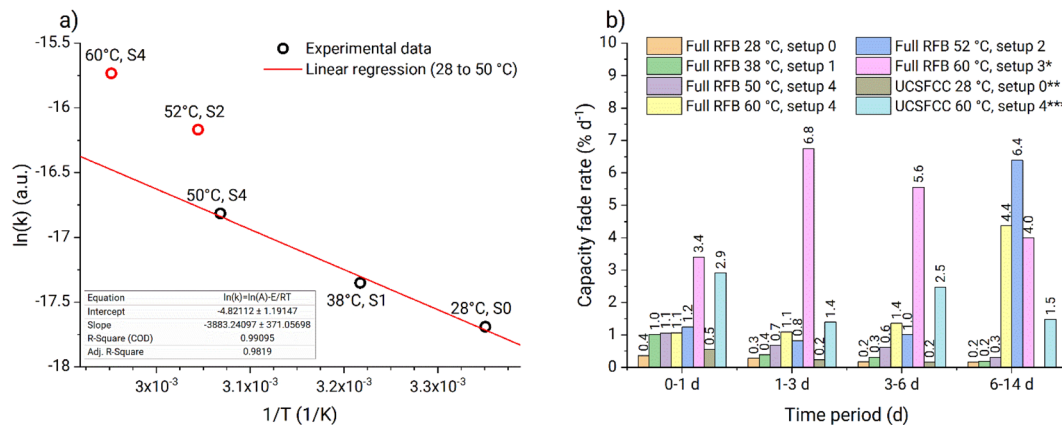 a)
-15.5
-16
-16.5
-17
-17.5
-18
ln(k) (a.u.)
60°C, S4
52°C, S2
50°C, S4
38°C, S1
28°C, S0
Experimental data
Linear regression (28 to 50 °C)
Equation ln(k)=ln(A)-E/RT
Intercept -4.82112 ± 1.19147
Slope -3883.24097 ± 371.05698
R-Square (COD) 0.99095
Adj. R-Square 0.9819
3x10⁻³ 3.1x10⁻³ 3.2x10⁻³ 3.3x10⁻³
1/T (1/K)
b)
Full RFB 28 °C, setup 0 Full RFB 52 °C, setup 2
Full RFB 38 °C, setup 1 Full RFB 60 °C, setup 3*
Full RFB 50 °C, setup 4 UCSFCC 28 °C, setup 0**
Full RFB 60 °C, setup 4 UCSFCC 60 °C, setup 4***
Capacity fade rate (% d⁻¹)
10
9
8
7
6
5
4
3
2
1
0
0.4 1.0 1.1 1.1 1.2 3.4 0.5 2.9
0.3 0.4 0.7 1.1 0.8 6.8 0.2 1.4
0.2 0.3 0.6 1.4 1.0 5.6 0.2 2.5
0.2 0.2 0.3 4.4 6.4 4.0 1.5
0-1 d 1-3 d 3-6 d 6-14 d
Time period (d)